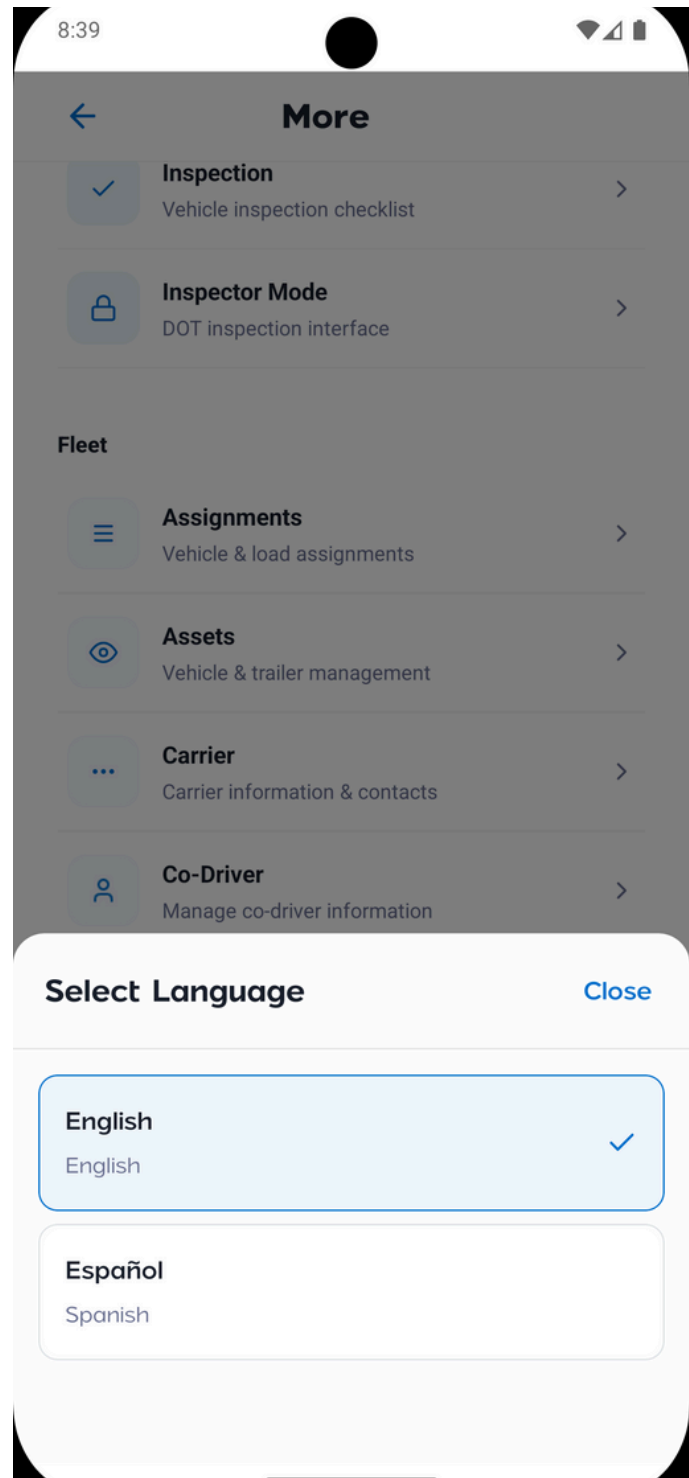 8:39
More
Inspection
Vehicle inspection checklist
Inspector Mode
DOT inspection interface
Fleet
Assignments
Vehicle & load assignments
Assets
Vehicle & trailer management
Carrier
Carrier information & contacts
Co-Driver
Manage co-driver information
Select Language
Close
English
English
Español
Spanish